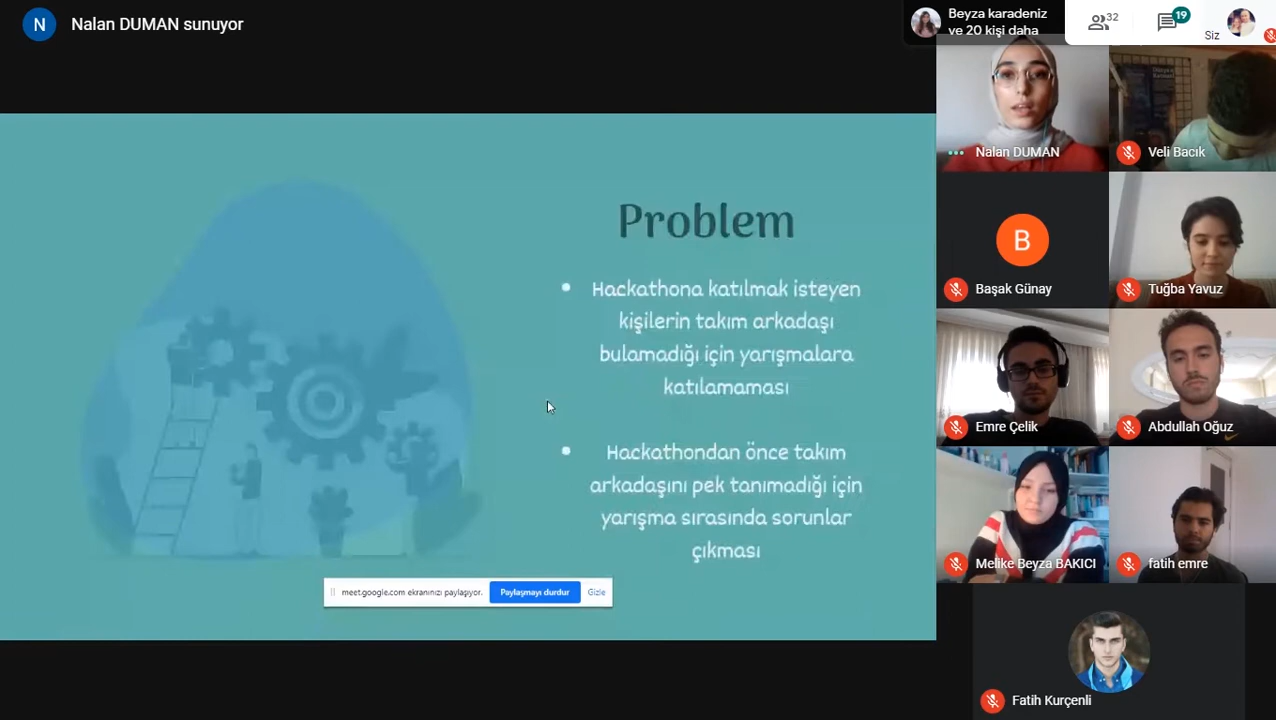 N
Nalan DUMAN sunuyor
Beyza karadeniz
ve 20 kişi daha
32
19
Siz
Nalan DUMAN
Veli Bacık
Problem
• Hackathona katılmak isteyen
kişilerin takım arkadaşı
bulamadığı için yarışmalara
katılamaması
• Hackathondan önce takım
arkadaşını pek tanımadığı için
yarışma sırasında sorunlar
çıkması
B
Başak Günay
Tuğba Yavuz
Emre Çelik
Abdullah Oğuz
Melike Beyza BAKICI
fatih emre
meet.google.com ekranınızı paylaşıyor.
Paylaşmayı durdur
Gizle
Fatih Kurçenli